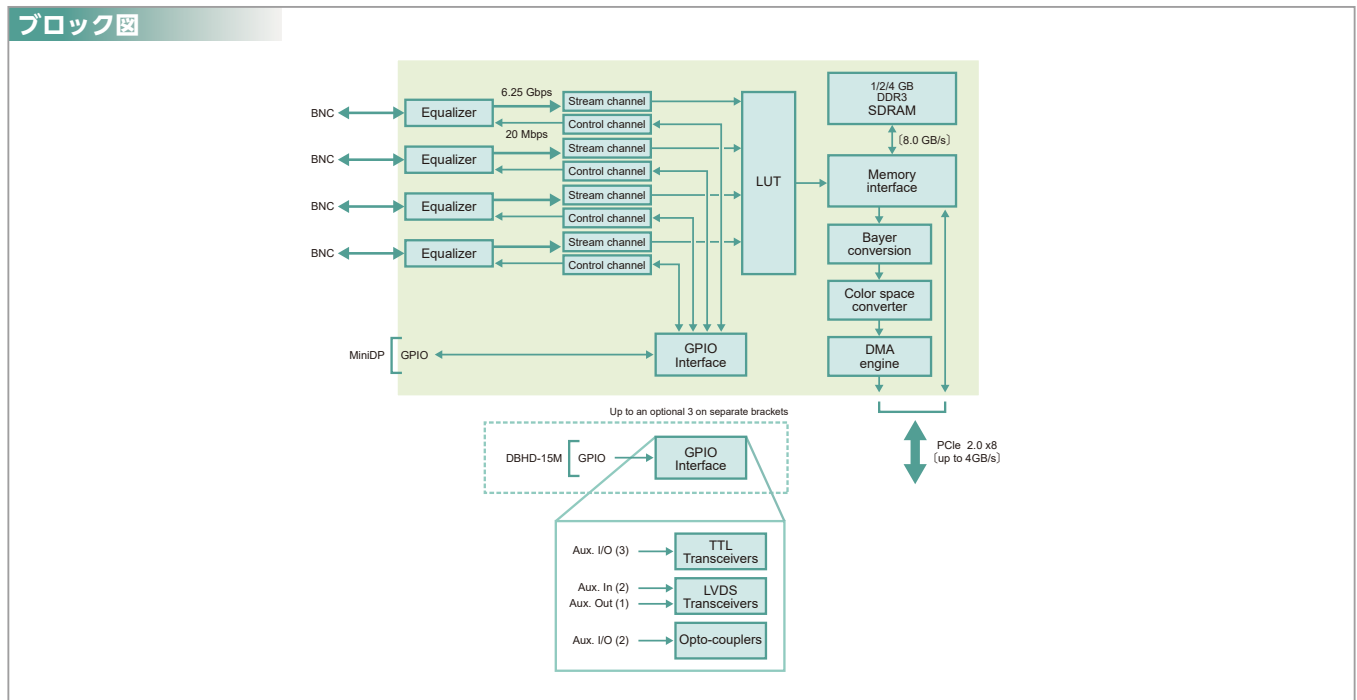 ブロック図
BNC
Equalizer
6.25 Gbps
Stream channel
Control channel
20 Mbps
BNC
Equalizer
Stream channel
Control channel
BNC
Equalizer
Stream channel
Control channel
BNC
Equalizer
Stream channel
Control channel
LUT
1/2/4 GB
DDR3
SDRAM
〔8.0 GB/s〕
Memory
interface
Bayer
conversion
Color space
converter
DMA
engine
MiniDP
GPIO
GPIO
Interface
PCIe 2.0 x8
〔up to 4GB/s〕
Up to an optional 3 on separate brackets
DBHD-15M
GPIO
GPIO
Interface
Aux. I/O (3)
TTL
Transceivers
Aux. In (2)
Aux. Out (1)
LVDS
Transceivers
Aux. I/O (2)
Opto-couplers